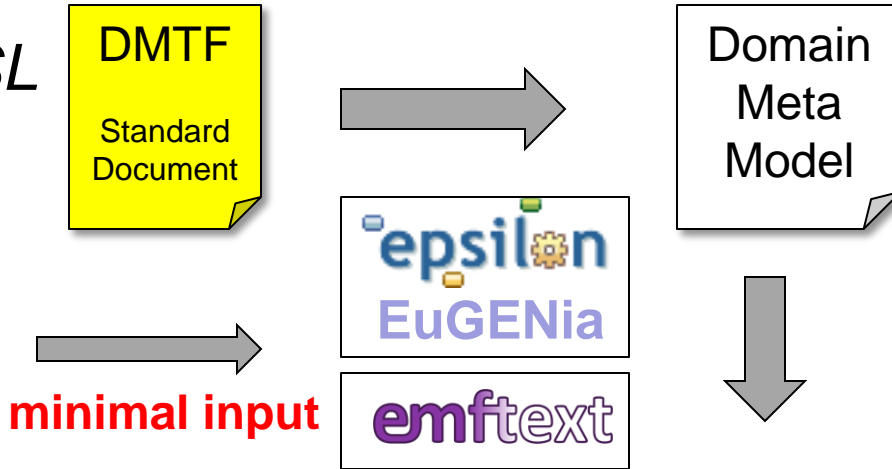 SL
DMTF
Standard
Document
Domain
Meta
Model
epsilon
EuGENia
minimal input
emftext